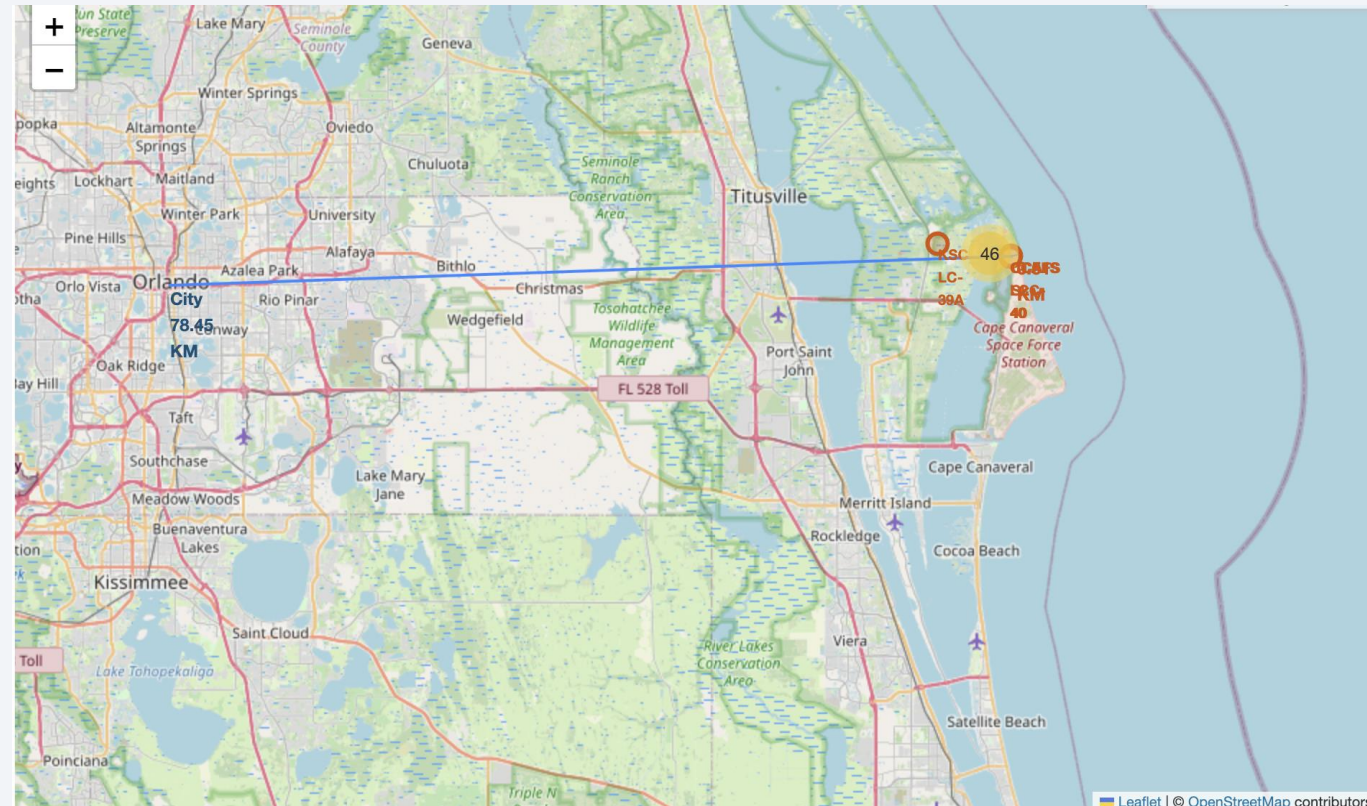 +
−
Preserve
Lake Mary
Seminole
County
Geneva
Winter Springs
popka
Altamonte
Springs
Oviedo
Chuluota
Seminole
Ranch
Conservation
Area
eights
Lockhart
Maitland
Winter Park
University
Titusville
Pine Hills
Alafaya
Azalea Park
Bithlo
46
KSC
LC-
39A
Orlando
Orlo Vista
Christmas
City
78.45
KM
Rio Pinar
Conway
Wedgefield
Tosohatchee
Wildlife
Management
Area
KM
40
Cape Canaveral
Space Force
Station
Port Saint
John
Oak Ridge
FL 528 Toll
Taft
Southchase
Lake Mary
Jane
Cape Canaveral
Meadow Woods
Merritt Island
Buenaventura
Lakes
Rockledge
Cocoa Beach
tion
Kissimmee
Saint Cloud
River Lakes
Conservation
Area
Viera
Toll
Lake Tohopekaliga
Satellite Beach
Poinciana
Triple N
Leaflet | © OpenStreetMap contributors